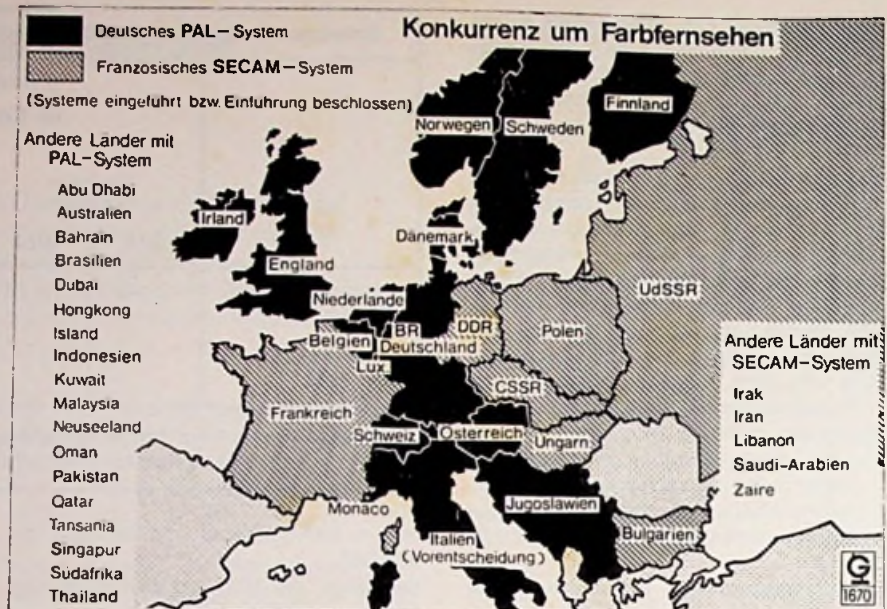 Konkurrenz um Farbfernsehen
Deutsches PAL-System
Französisches SECAM-System
(Systeme eingeführt bzw. Einführung beschlossen)
Andere Länder mit
PAL-System
Abu Dhabi
Australien
Bahrain
Brasilien
Dubai
Hongkong
Island
Indonesien
Kuwait
Malaysia
Neuseeland
Oman
Pakistan
Qatar
Tansania
Singapur
Südafrika
Thailand
Norwegen
Schweden
Finnland
Irland
England
Dänemark
Niederlande
Belgien
BR
Deutschland
DDR
Lux.
Polen
UdSSR
CSSR
Frankreich
Schweiz
Österreich
Ungarn
Monaco
Italien
(Vorentscheidung)
Jugoslawien
Bulgarien
Andere Länder mit
SECAM-System
Irak
Iran
Libanon
Saudi-Arabien
Zaire
G
1670